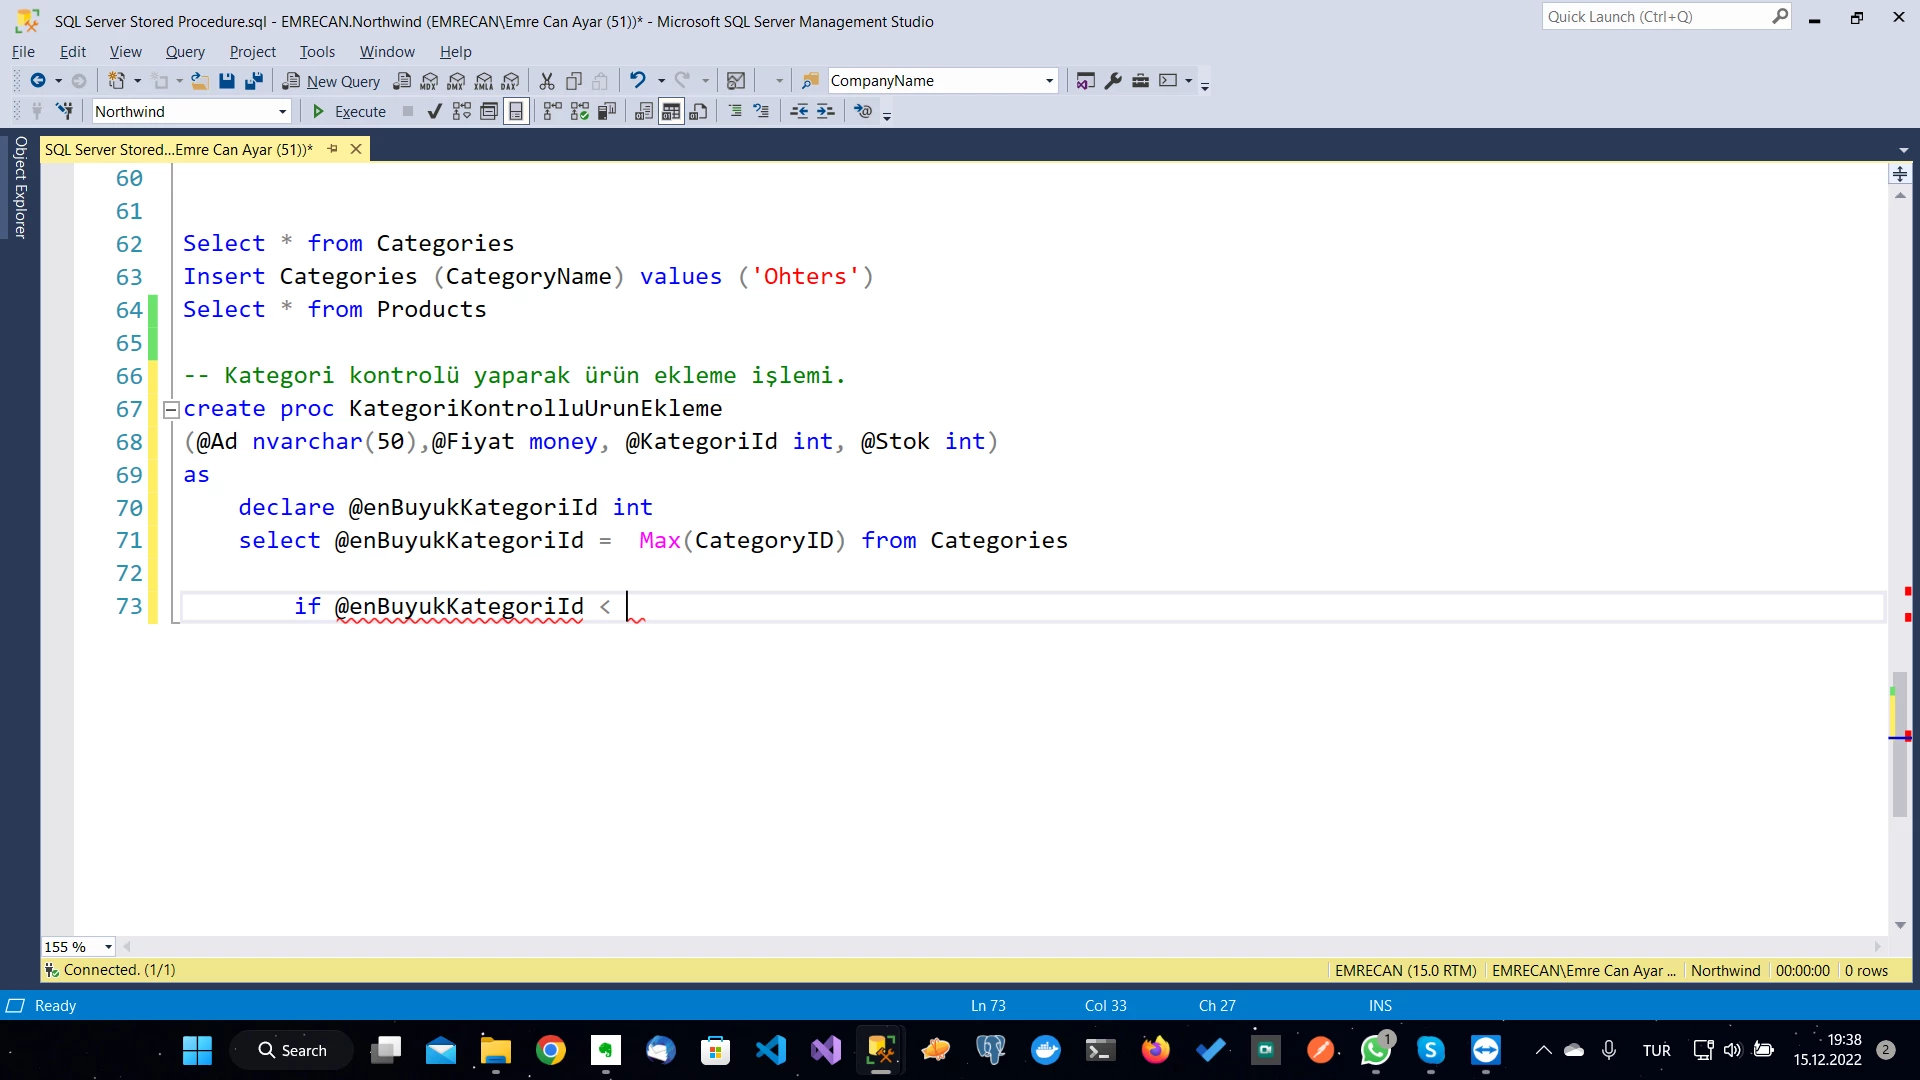 SQL Server Stored Procedure.sql - EMRECAN.Northwind (EMRECAN\Emre Can Ayar (51))* - Microsoft SQL Server Management Studio
Quick Launch (Ctrl+Q)
File Edit View Query Project Tools Window Help
New Query MDX DMX XMLA DAX CompanyName
Northwind Execute
Object Explorer
SQL Server Stored...Emre Can Ayar (51))*
60
61
62 Select * from Categories
63 Insert Categories (CategoryName) values ('Ohters')
64 Select * from Products
65
66 -- Kategori kontrolü yaparak ürün ekleme işlemi.
67 create proc KategoriKontrolluUrunEkleme
68 (@Ad nvarchar(50),@Fiyat money, @KategoriId int, @Stok int)
69 as
70 declare @enBuyukKategoriId int
71 select @enBuyukKategoriId =  Max(CategoryID) from Categories
72
73 if @enBuyukKategoriId <
155 %
Connected. (1/1) EMRECAN (15.0 RTM) EMRECAN\Emre Can Ayar ... Northwind 00:00:00 0 rows
Ready Ln 73 Col 33 Ch 27 INS
Search 1 TUR 19:38
15.12.2022 2